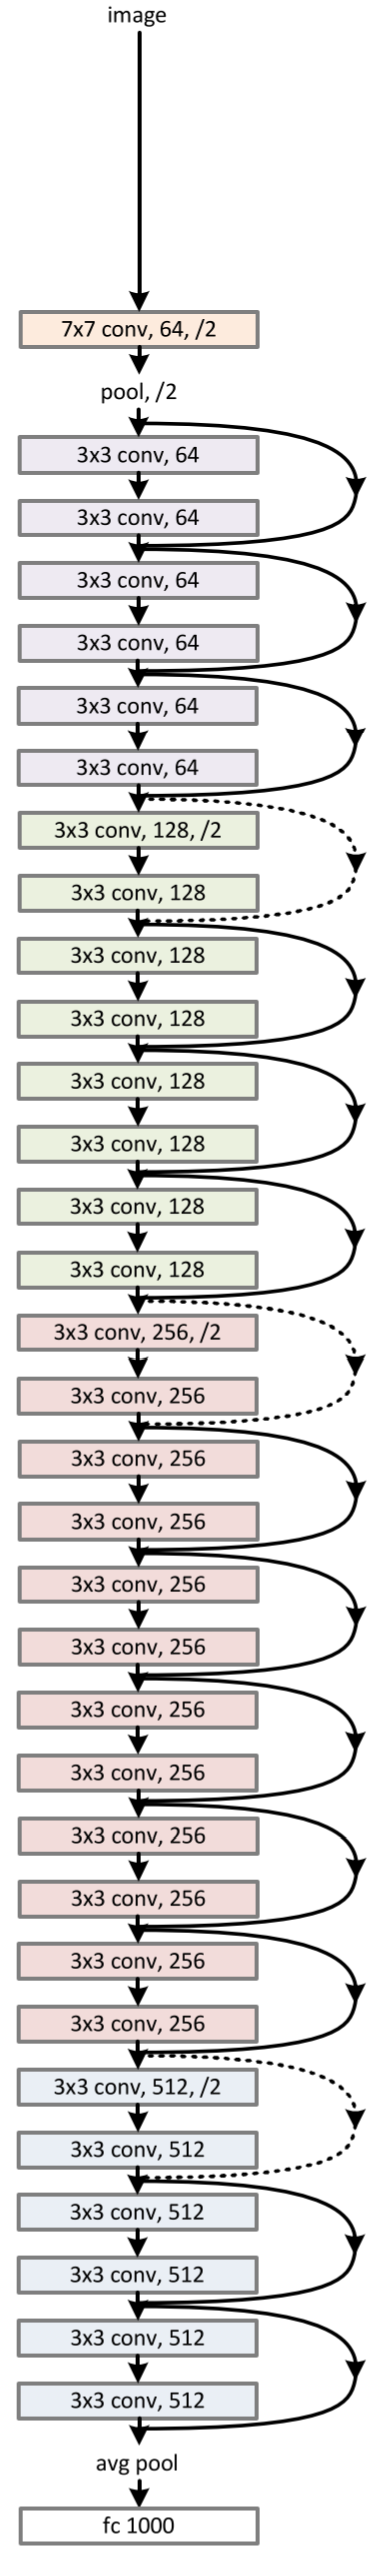 image
7x7 conv, 64, /2
pool, /2
3x3 conv, 64
3x3 conv, 64
3x3 conv, 64
3x3 conv, 64
3x3 conv, 64
3x3 conv, 64
3x3 conv, 128, /2
3x3 conv, 128
3x3 conv, 128
3x3 conv, 128
3x3 conv, 128
3x3 conv, 128
3x3 conv, 128
3x3 conv, 128
3x3 conv, 256, /2
3x3 conv, 256
3x3 conv, 256
3x3 conv, 256
3x3 conv, 256
3x3 conv, 256
3x3 conv, 256
3x3 conv, 256
3x3 conv, 256
3x3 conv, 256
3x3 conv, 256
3x3 conv, 256
3x3 conv, 512, /2
3x3 conv, 512
3x3 conv, 512
3x3 conv, 512
3x3 conv, 512
3x3 conv, 512
avg pool
fc 1000